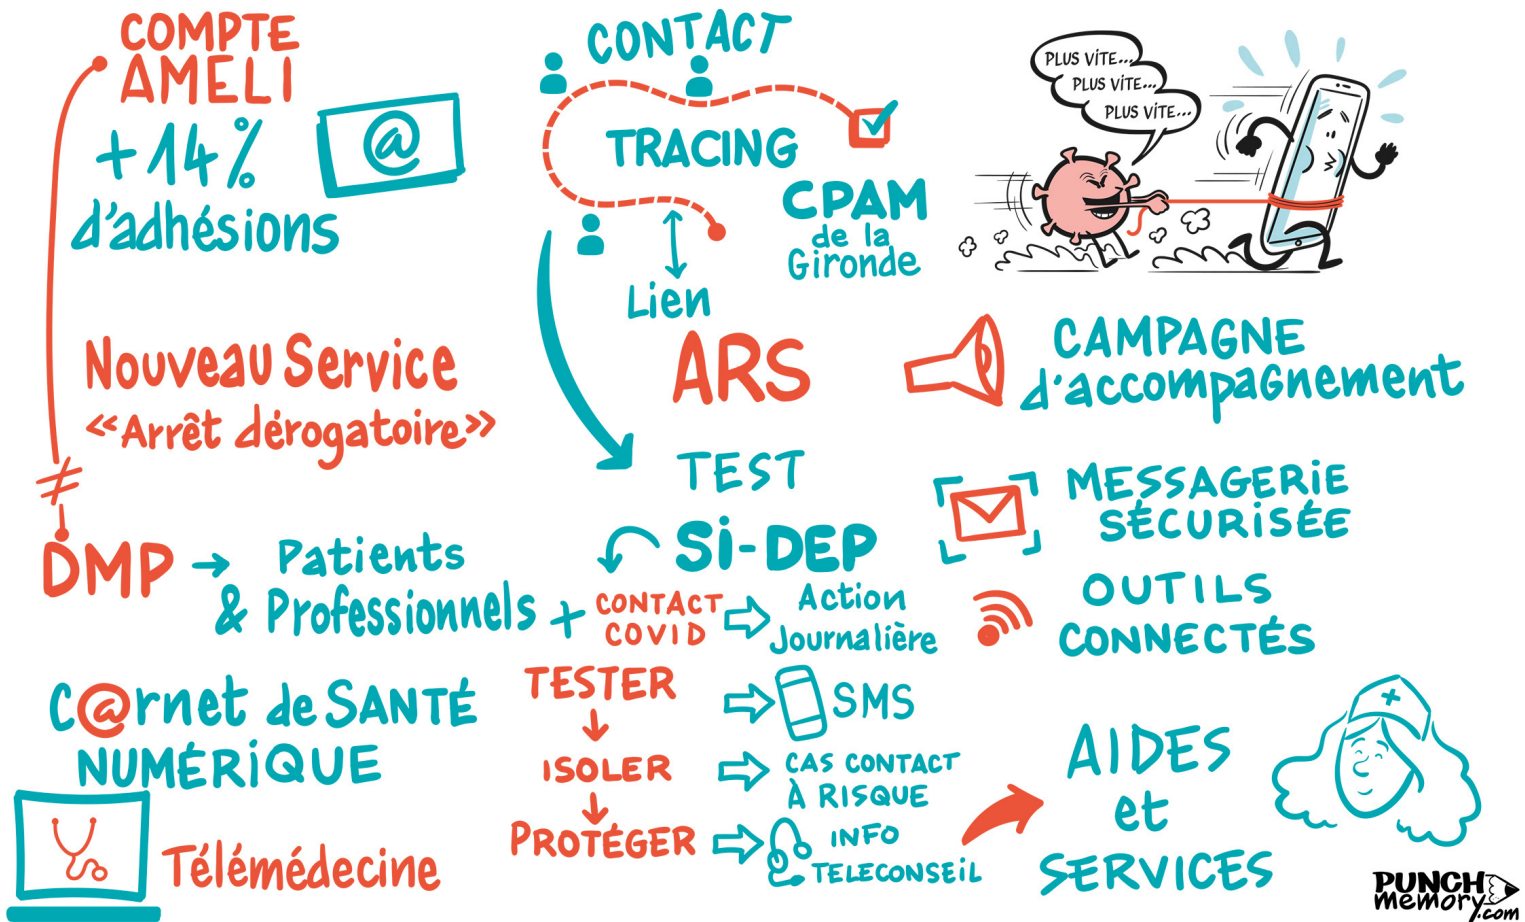 COMPTE
AMELI
+14%
d'adhésions
@
Nouveau Service
«Arrêt dérogatoire»
≠
DMP → Patients
& Professionnels +
C@rnet de SANTÉ
NUMÉRiQUE
Télémédecine
CONTACT
TRACING
CPAM
de la
Gironde
Lien
ARS
TEST
Si-DEP
CONTACT
COVID
Action
Journalière
TESTER
SMS
ISOLER
CAS CONTACT
À RISQUE
PROTÉGER
INFO
TELECONSEiL
PLUS ViTE...
PLUS ViTE...
PLUS ViTE...
CAMPAGNE
d'accompaGnement
MESSAGERiE
SÉCURiSÉE
OUTILS
CONNECTÉS
AIDES
et
SERVICES
PUNCH
memory
.com